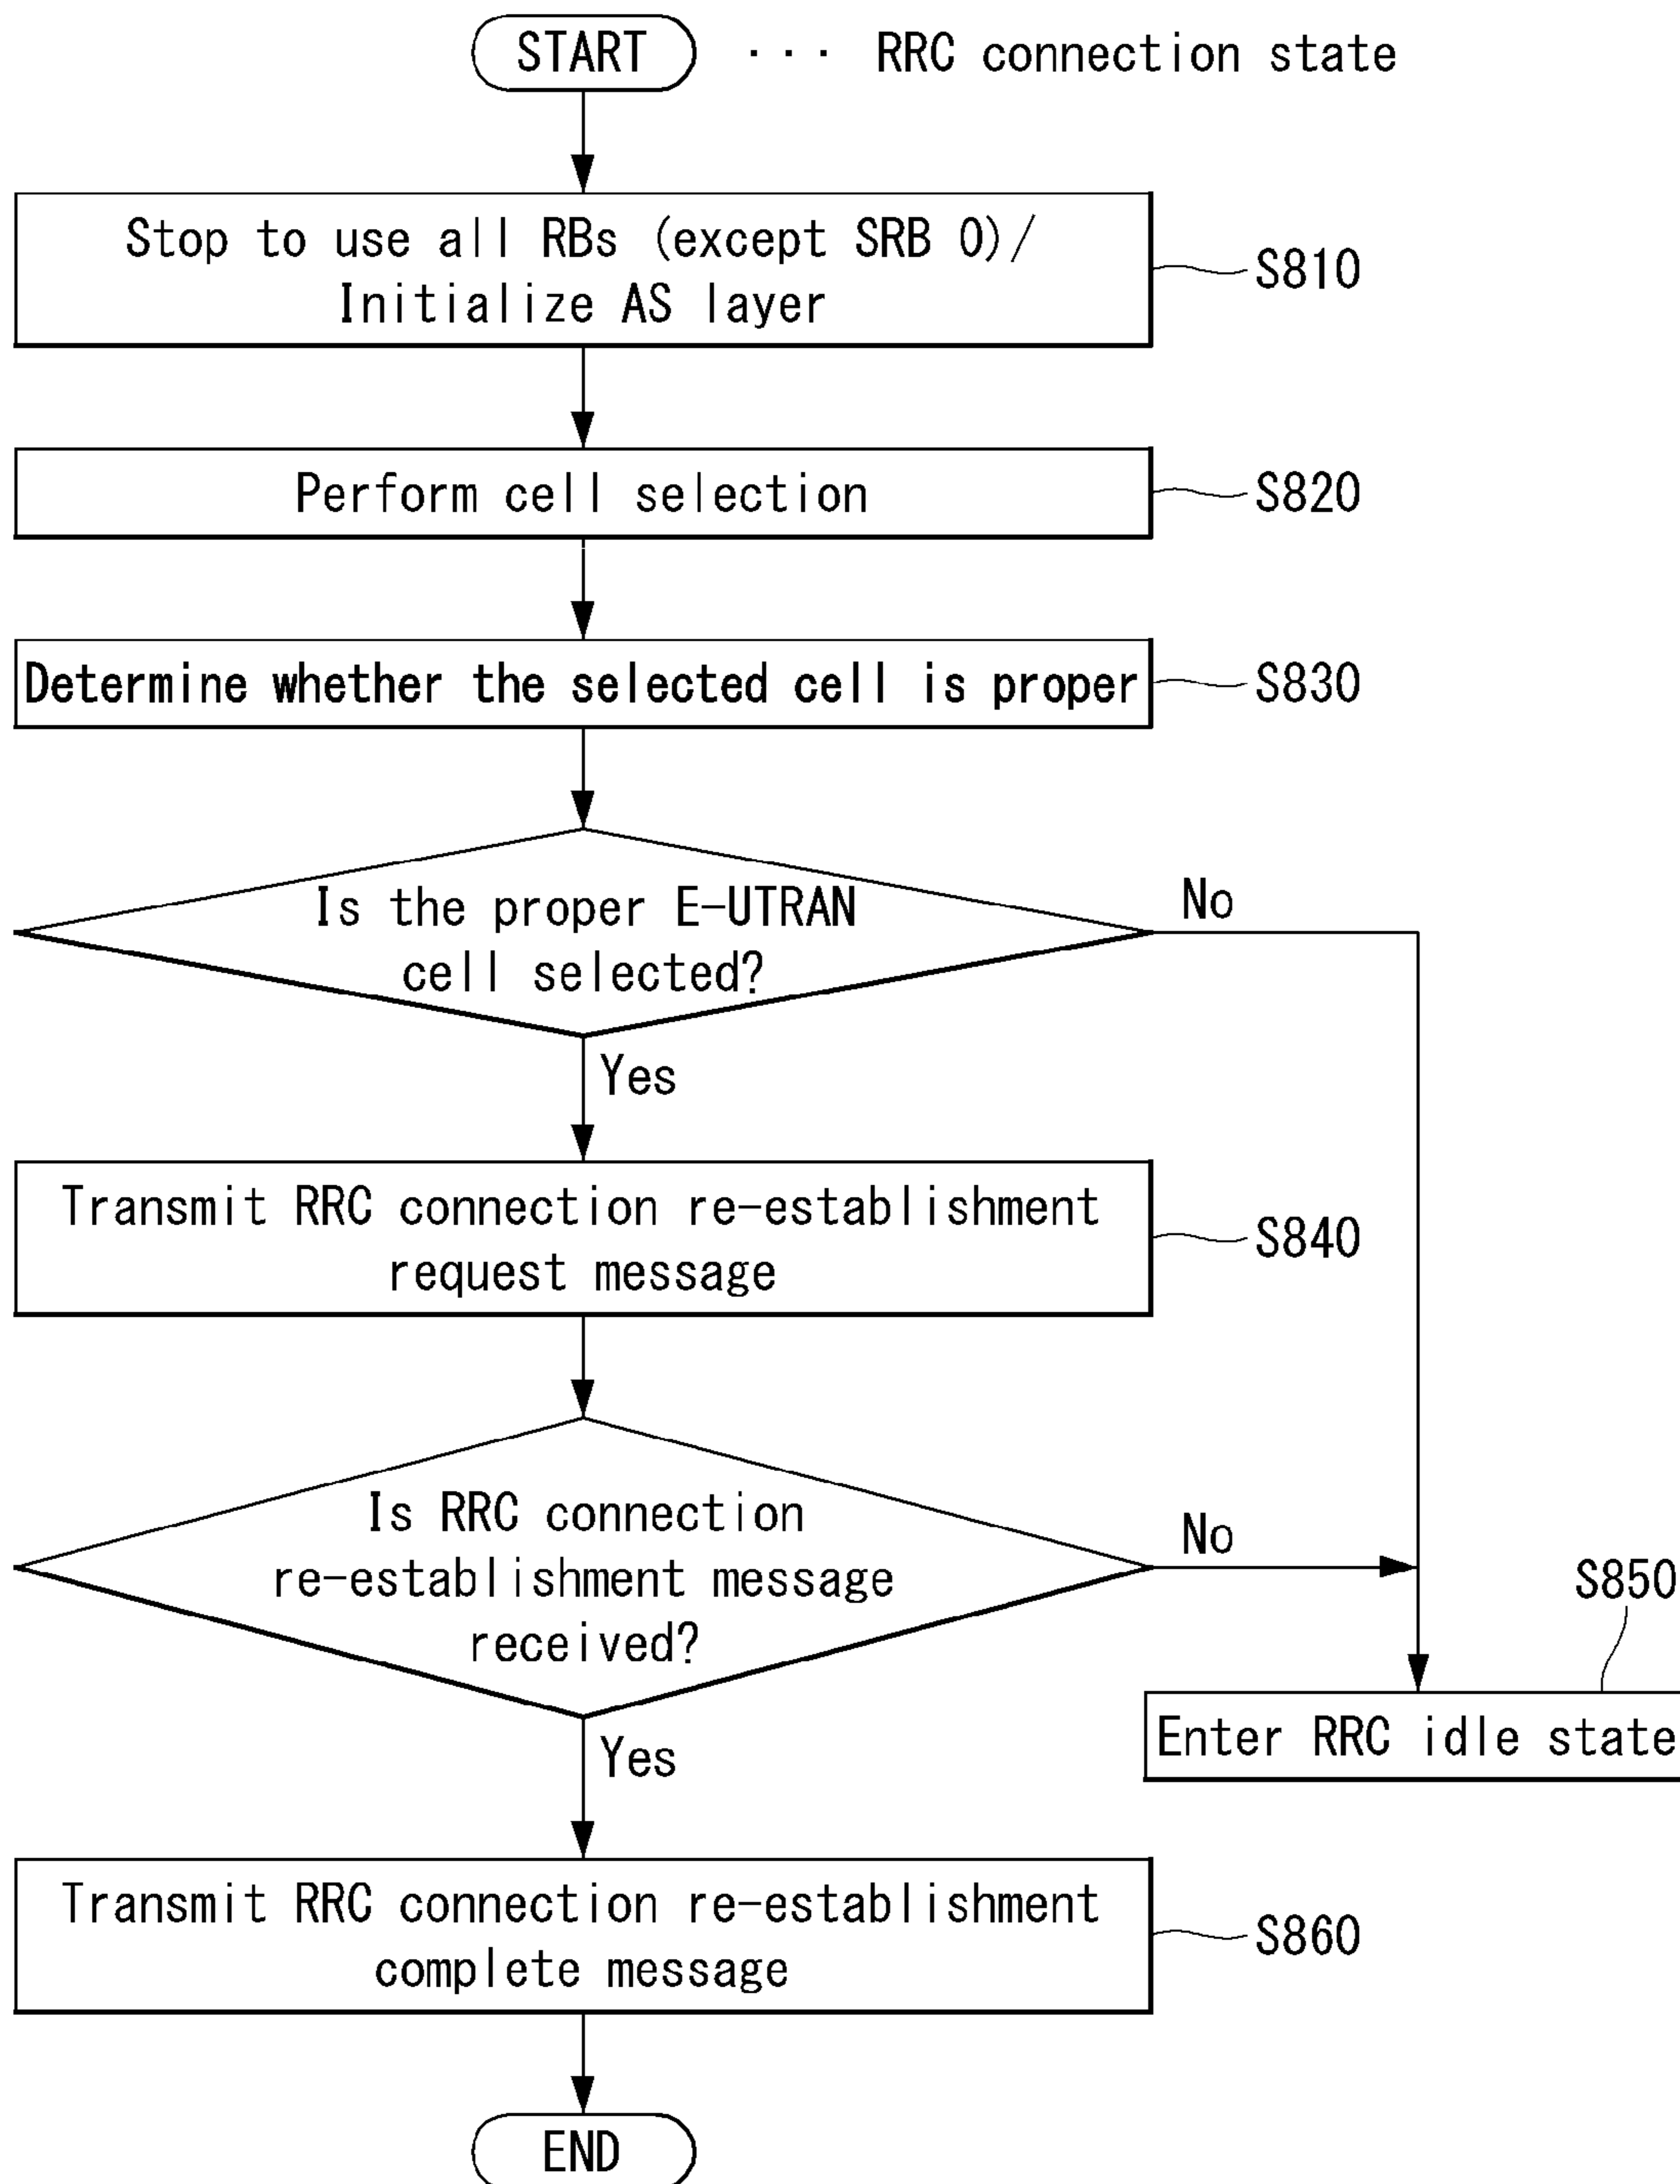 START ··· RRC connection state
Stop to use all RBs (except SRB 0)/
Initialize AS layer
S810
Perform cell selection
S820
Determine whether the selected cell is proper
S830
Is the proper E-UTRAN
cell selected?
No
Yes
Transmit RRC connection re-establishment
request message
S840
Is RRC connection
re-establishment message
received?
No
S850
Enter RRC idle state
Yes
Transmit RRC connection re-establishment
complete message
S860
END